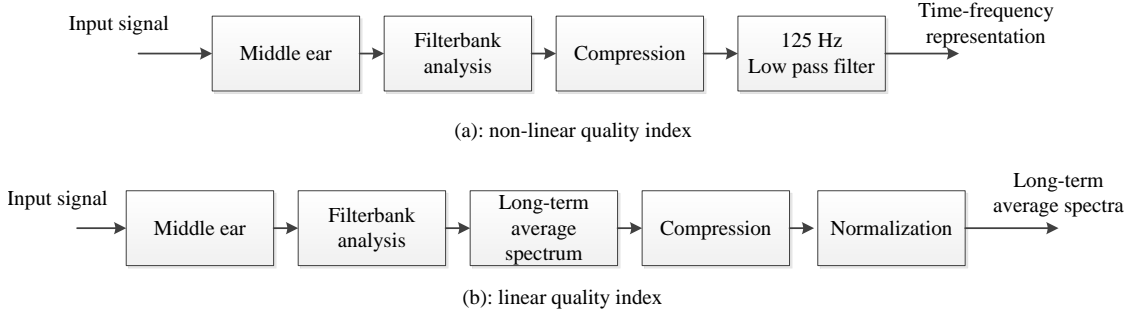 Input signal
Middle ear
Filterbank
analysis
Compression
125 Hz
Low pass filter
Time-frequency
representation
(a): non-linear quality index
Input signal
Middle ear
Filterbank
analysis
Long-term
average
spectrum
Compression
Normalization
Long-term
average spectra
(b): linear quality index